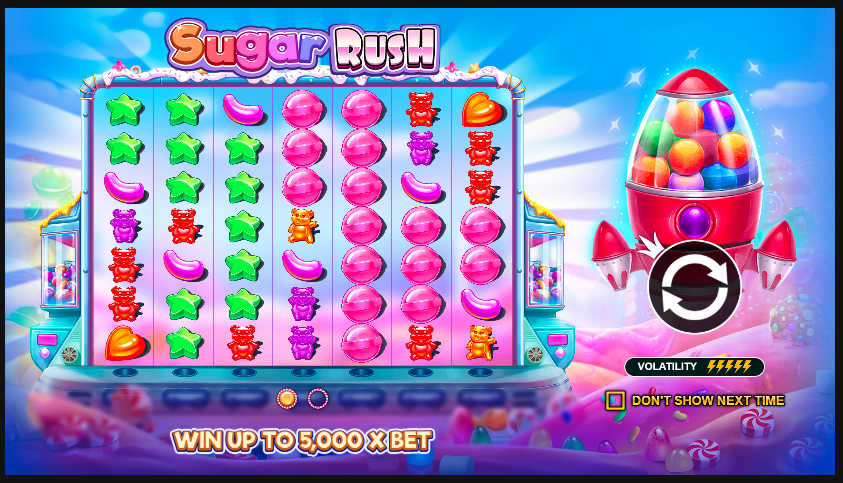 Sugar RUSH
VOLATILITY
DON'T SHOW NEXT TIME
WIN UP TO 5,000 X BET